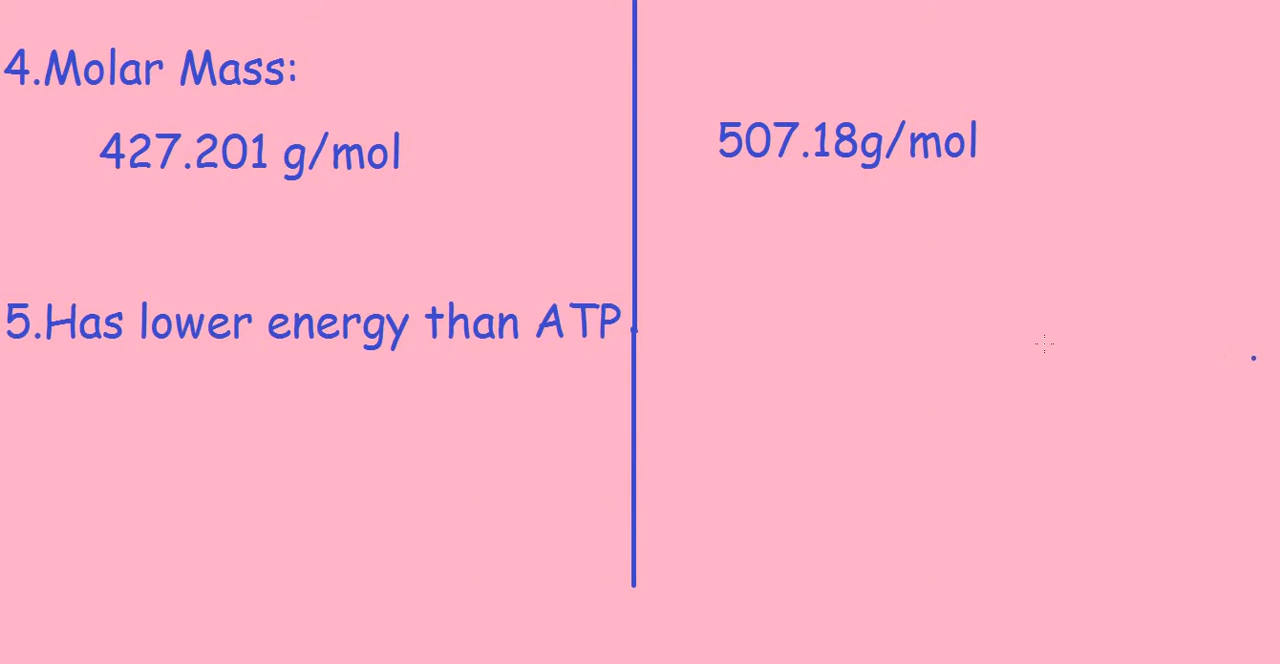 4.Molar Mass:
427.201 g/mol
507.18g/mol
5.Has lower energy than ATP.